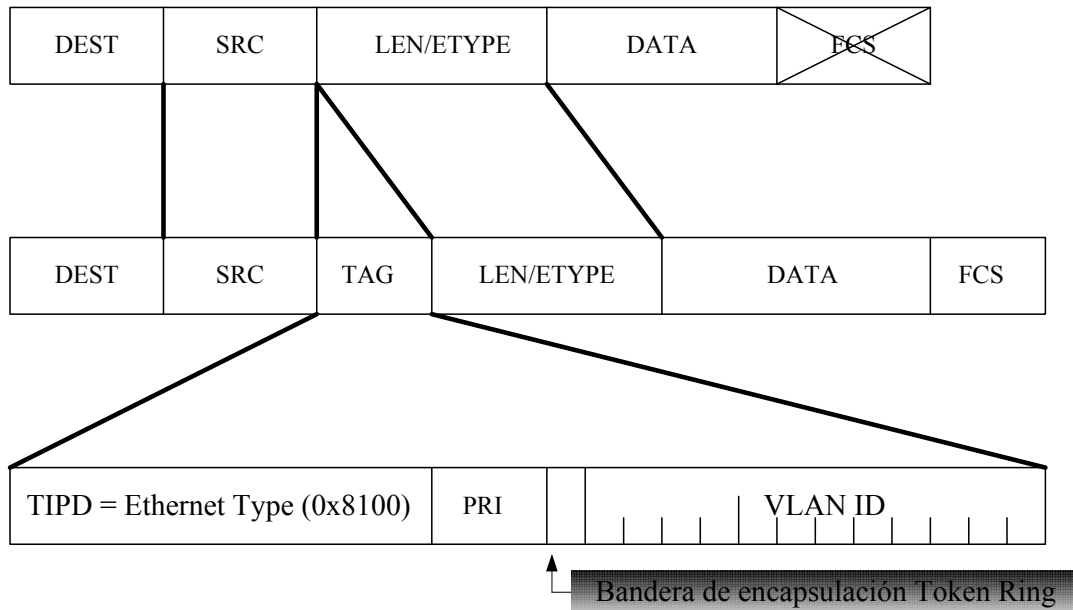 DEST SRC LEN/ETYPE DATA FCS
DEST SRC TAG LEN/ETYPE DATA FCS
TIPD = Ethernet Type (0x8100) PRI VLAN ID
Bandera de encapsulación Token Ring